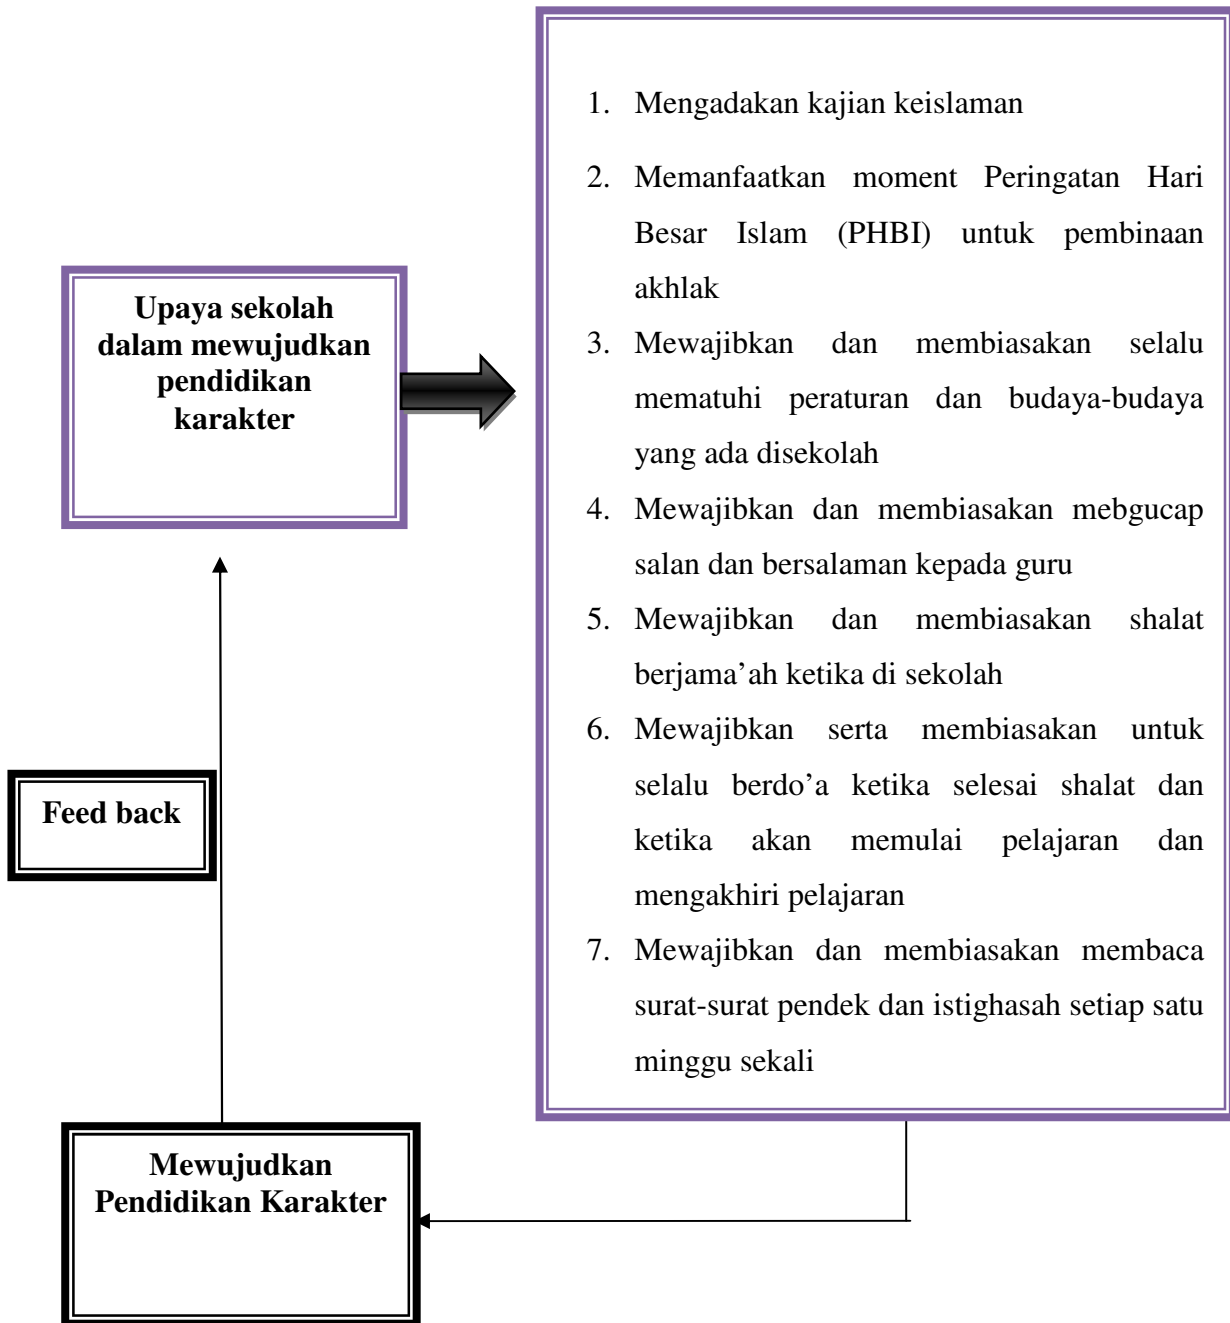 Upaya sekolah
dalam mewujudkan
pendidikan
karakter
1. Mengadakan kajian keislaman
2. Memanfaatkan moment Peringatan Hari
Besar Islam (PHBI) untuk pembinaan
akhlak
3. Mewajibkan dan membiasakan selalu
mematuhi peraturan dan budaya-budaya
yang ada disekolah
4. Mewajibkan dan membiasakan mebgucap
salan dan bersalaman kepada guru
5. Mewajibkan dan membiasakan shalat
berjama’ah ketika di sekolah
6. Mewajibkan serta membiasakan untuk
selalu berdo’a ketika selesai shalat dan
ketika akan memulai pelajaran dan
mengakhiri pelajaran
7. Mewajibkan dan membiasakan membaca
surat-surat pendek dan istighasah setiap satu
minggu sekali
Feed back
Mewujudkan
Pendidikan Karakter